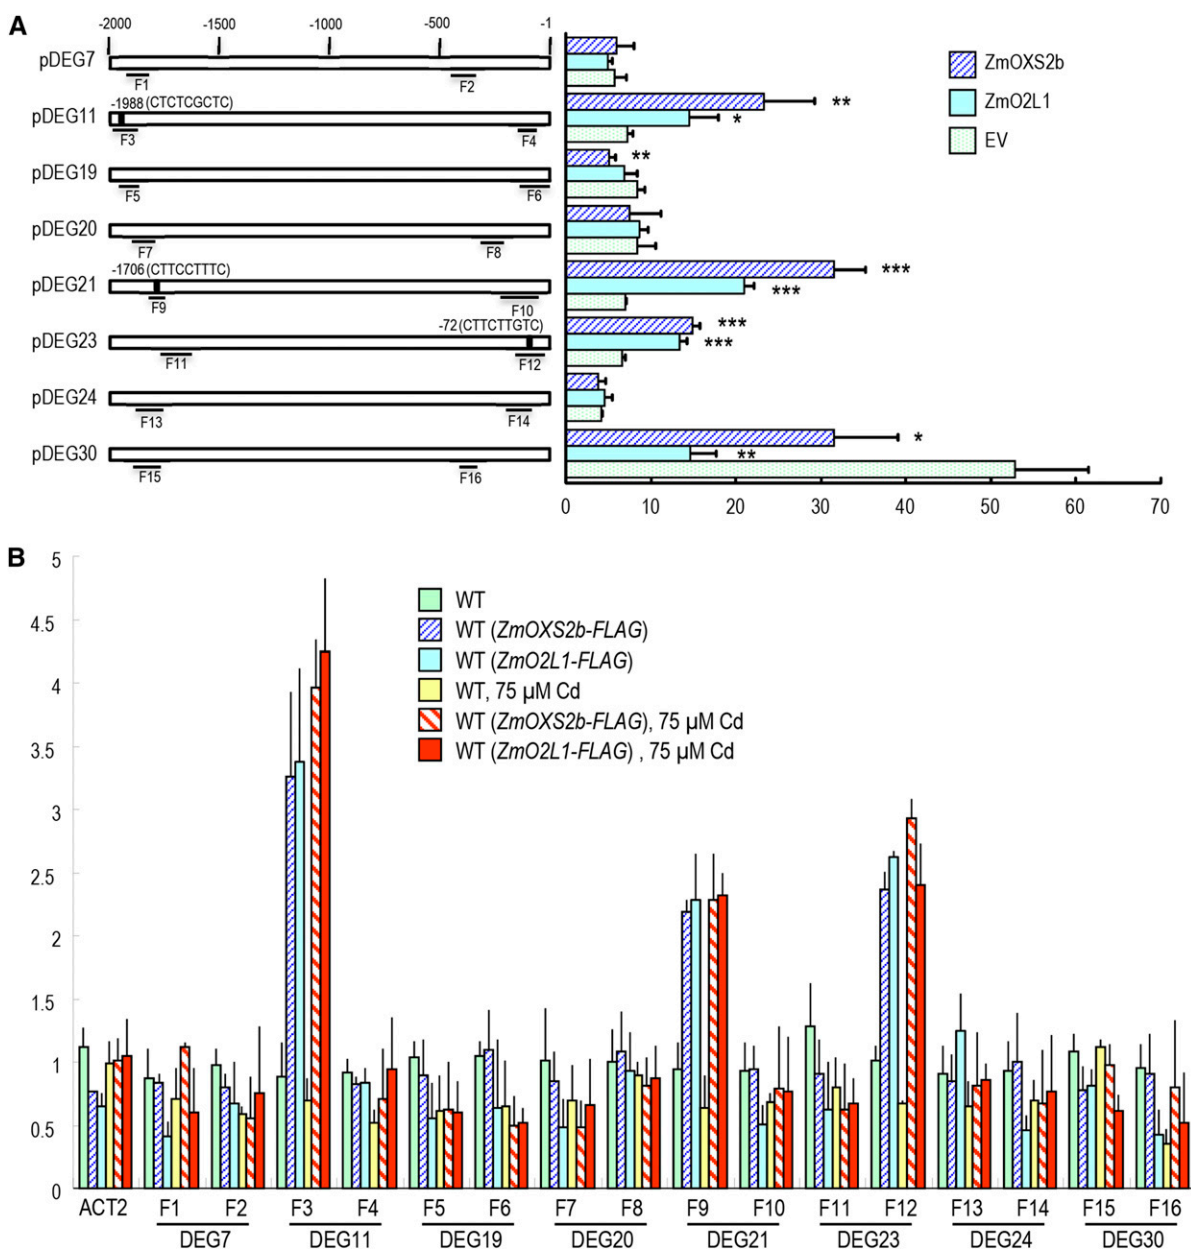 A
-2000 -1500 -1000 -500 -1
pDEG7
F1 F2
ZmOXS2b
-1988 (CTCTCGCTC)
**
ZmO2L1
pDEG11
*
F3 F4
EV
pDEG19
**
F5 F6
pDEG20
F7 F8
-1706 (CTTCCTTTC)
***
pDEG21
***
F9 F10
-72 (CTTCTTGTC)
***
pDEG23
***
F11 F12
pDEG24
F13 F14
*
pDEG30
**
F15 F16
0 10 20 30 40 50 60 70
B
5
4.5
4
3.5
3
2.5
2
1.5
1
0.5
0
WT
WT (ZmOXS2b-FLAG)
WT (ZmO2L1-FLAG)
WT, 75 µM Cd
WT (ZmOXS2b-FLAG), 75 µM Cd
WT (ZmO2L1-FLAG) , 75 µM Cd
ACT2 F1 F2 F3 F4 F5 F6 F7 F8 F9 F10 F11 F12 F13 F14 F15 F16
DEG7 DEG11 DEG19 DEG20 DEG21 DEG23 DEG24 DEG30